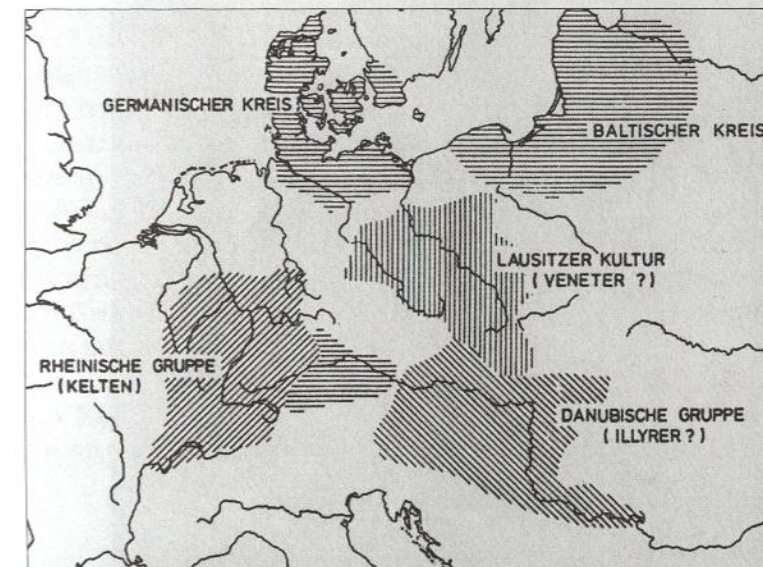 GERMANISCHER KREIS
BALTISCHER KREIS
LAUSITZER KULTUR
( VENETER ? )
RHEINISCHE GRUPPE
(KELTEN)
DANUBISCHE GRUPPE
( ILLYRER ? )